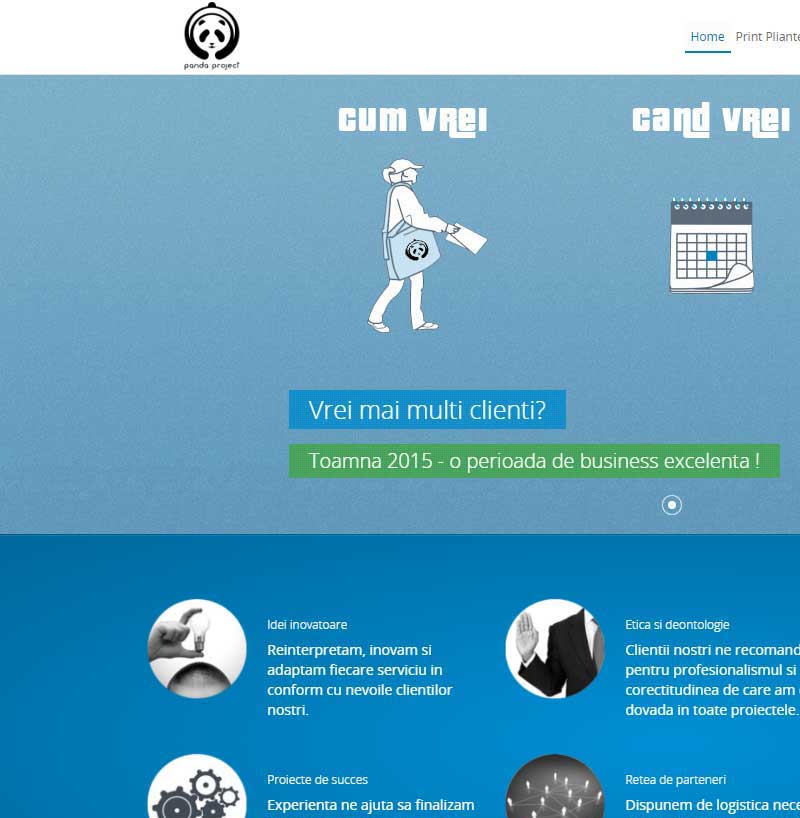 panda project
Home Print Pliante
cum vrei
cand vrei
Vrei mai multi clienti?
Toamna 2015 - o perioada de business excelenta !
Idei inovatoare
Reinterpretam, inovam si
adaptam fiecare serviciu in
conform cu nevoile clientilor
nostri.
Etica si deontologie
Clientii nostri ne recomand
pentru profesionalismul si
corectitudinea de care am
dovada in toate proiectele.
Proiecte de succes
Experienta ne ajuta sa finalizam
Retea de parteneri
Dispunem de logistica nece